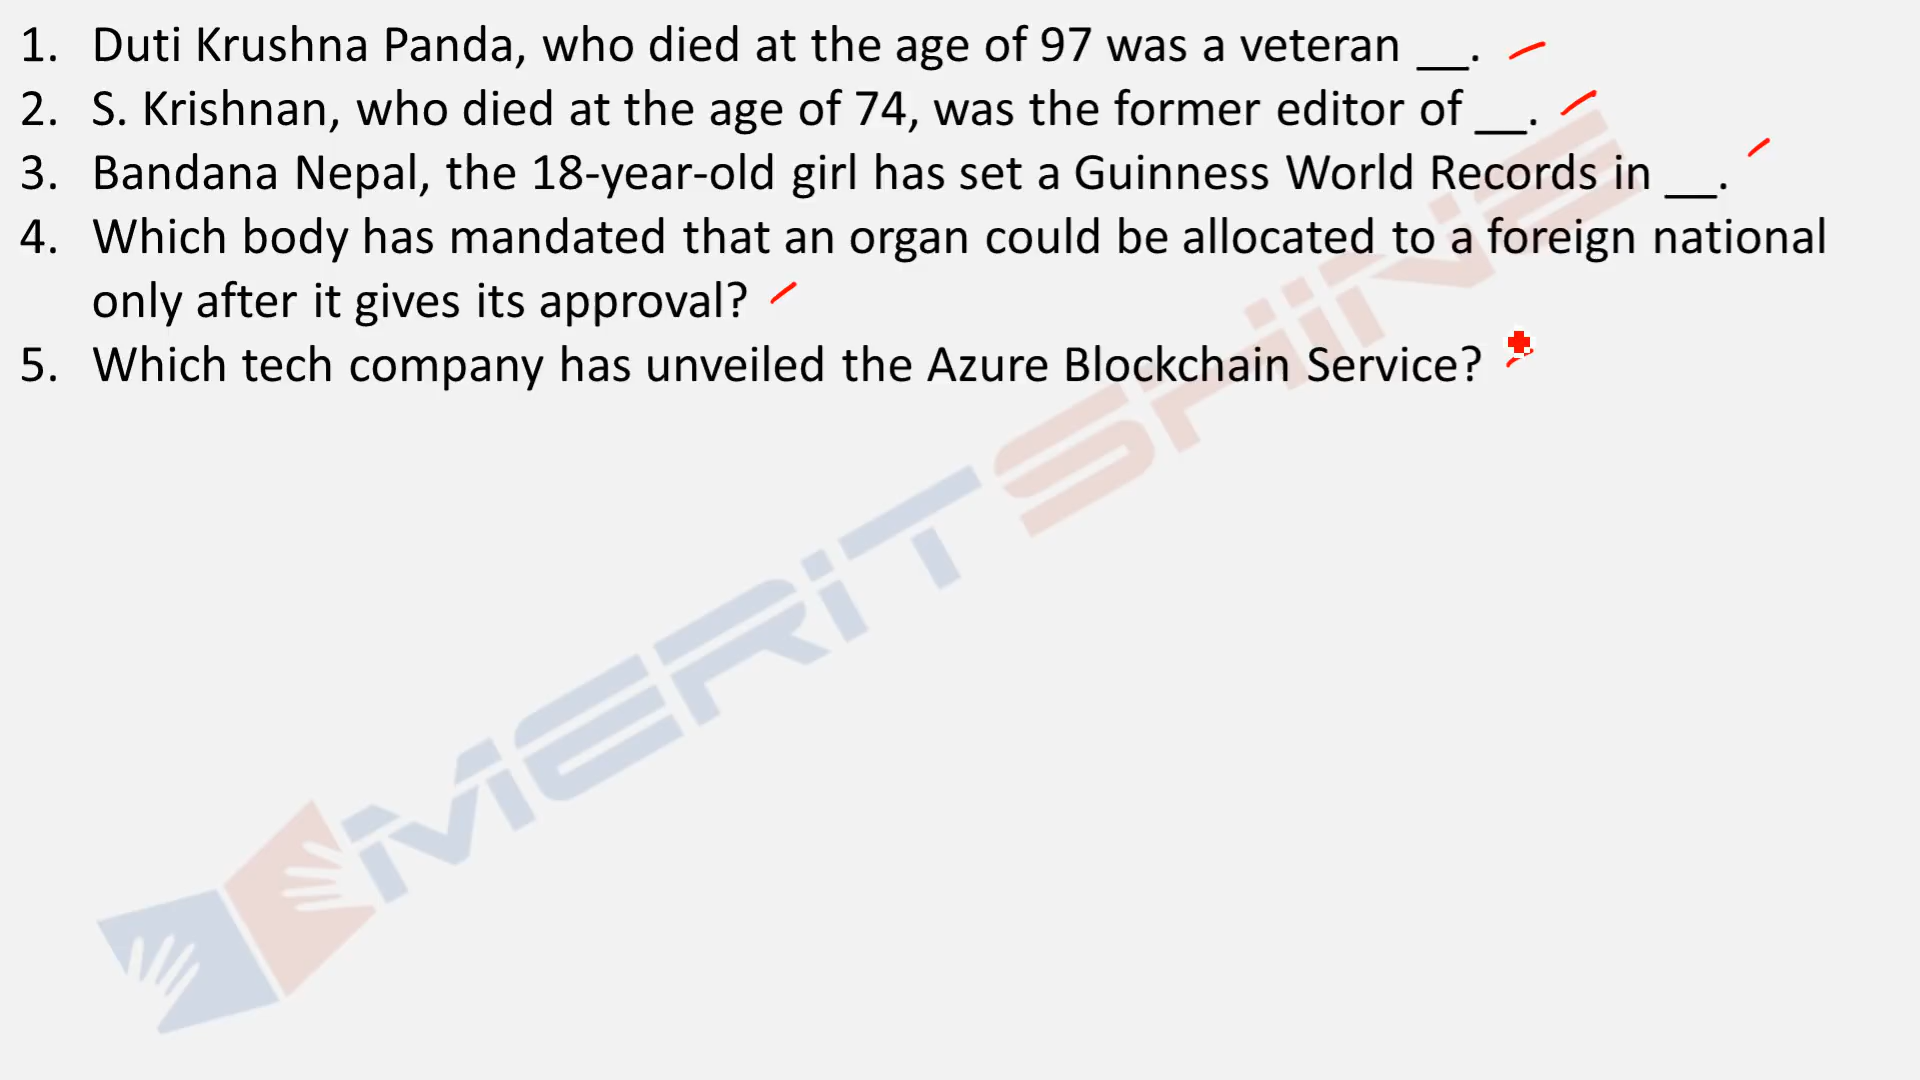 1. Duti Krushna Panda, who died at the age of 97 was a veteran __.
2. S. Krishnan, who died at the age of 74, was the former editor of __.
3. Bandana Nepal, the 18-year-old girl has set a Guinness World Records in __.
4. Which body has mandated that an organ could be allocated to a foreign national
only after it gives its approval?
5. Which tech company has unveiled the Azure Blockchain Service?
MERiTSHiNE